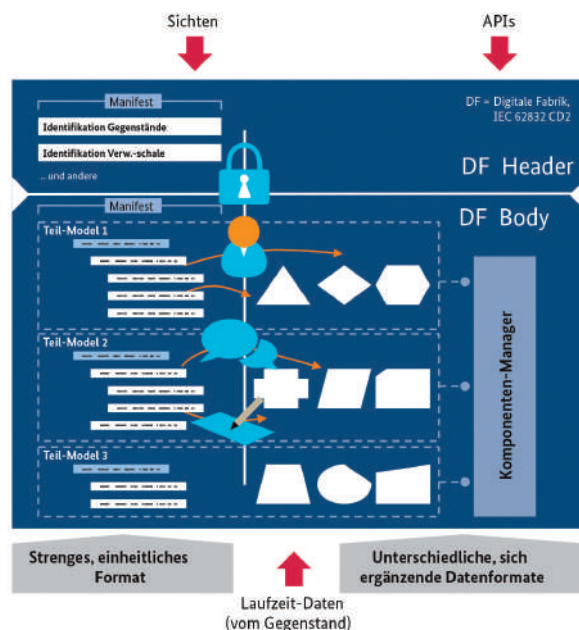 Sichten
APIs
Manifest
Identifikation Gegenstände
Identifikation Verw.-schale
... und andere
DF = Digitale Fabrik,
IEC 62832 CD2
DF Header
Manifest
DF Body
Teil-Model 1
Teil-Model 2
Teil-Model 3
Komponenten-Manager
Strenges, einheitliches
Format
Unterschiedliche, sich
ergänzende Datenformate
Laufzeit-Daten
(vom Gegenstand)